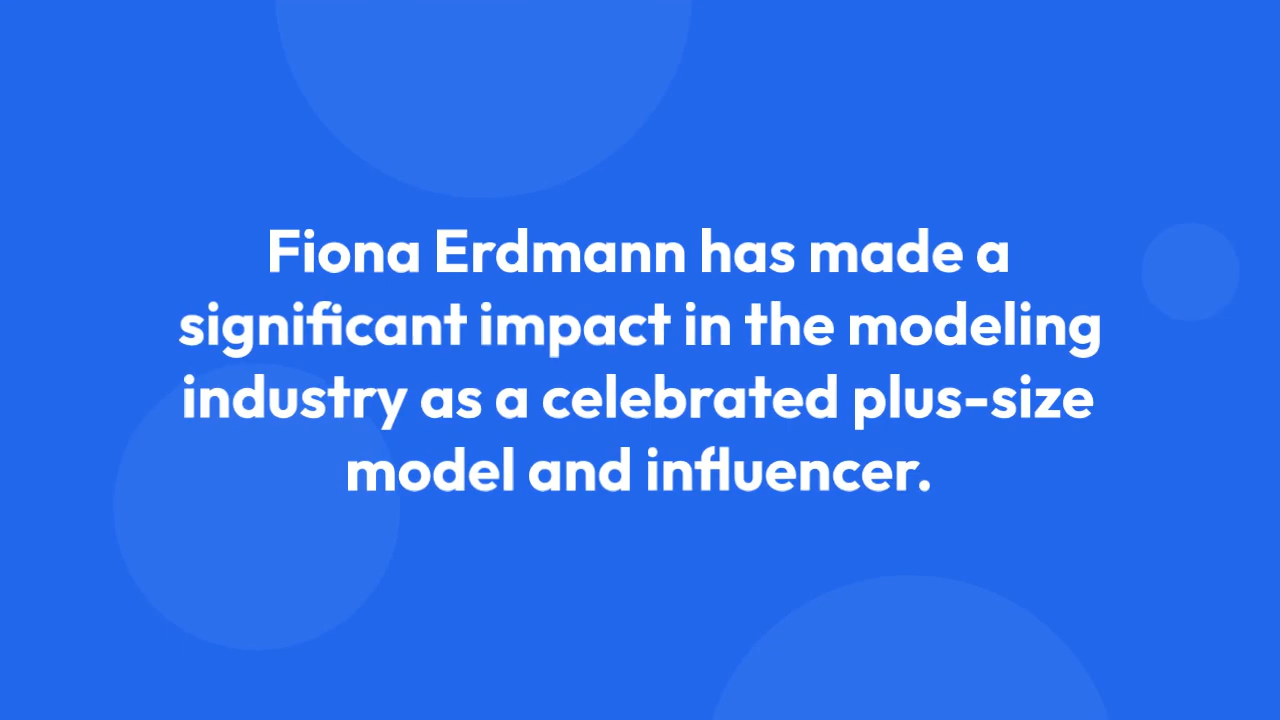 Fiona Erdmann has made a
significant impact in the modeling
industry as a celebrated plus-size
model and influencer.